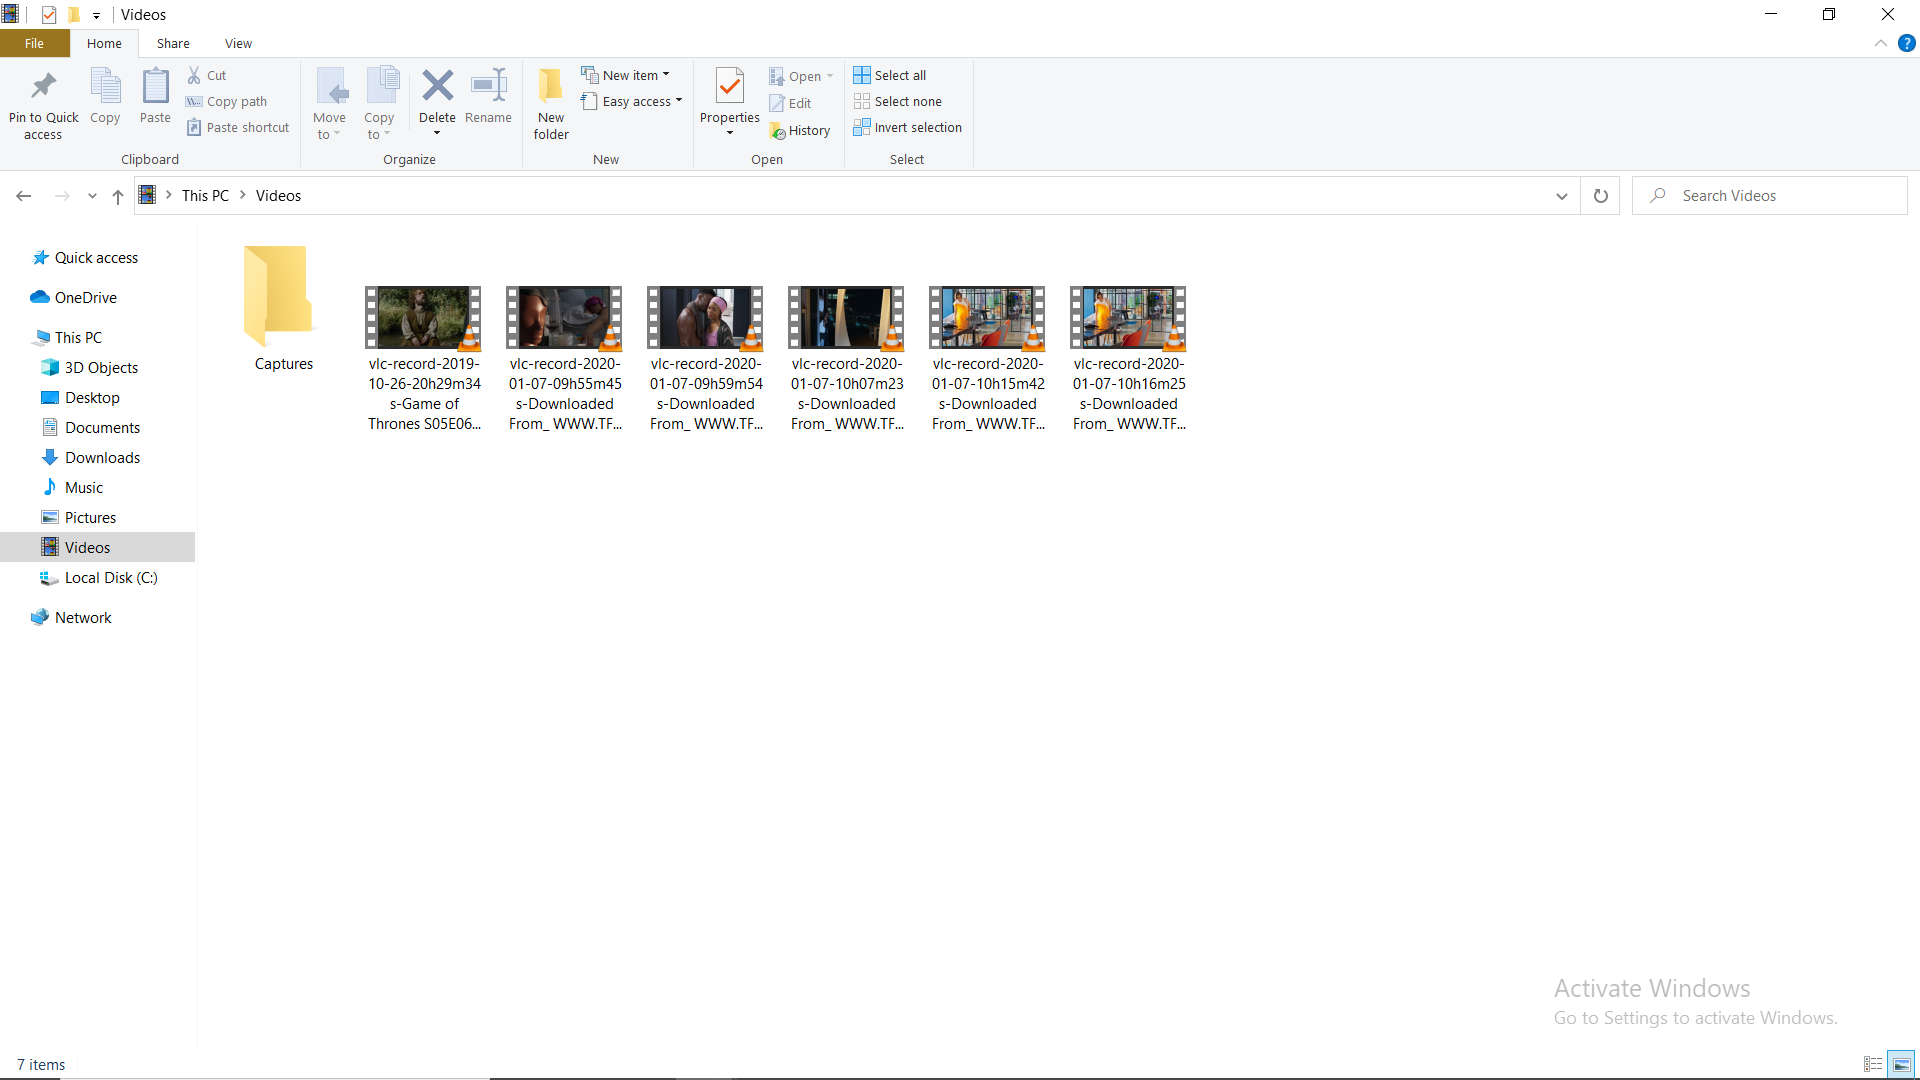 Videos
File Home Share View
Pin to Quick access
Copy
Paste
Cut
Copy path
Paste shortcut
Clipboard
Move to
Copy to
Delete
Rename
Organize
New folder
New item
Easy access
New
Properties
Open
Edit
History
Open
Select all
Select none
Invert selection
Select
This PC Videos
Search Videos
Quick access
OneDrive
This PC
3D Objects
Desktop
Documents
Downloads
Music
Pictures
Videos
Local Disk (C:)
Network
Captures
vlc-record-2019-
10-26-20h29m34
s-Game of
Thrones S05E06...
vlc-record-2020-
01-07-09h55m45
s-Downloaded
From_ WWW.TF...
vlc-record-2020-
01-07-09h59m54
s-Downloaded
From_ WWW.TF...
vlc-record-2020-
01-07-10h07m23
s-Downloaded
From_ WWW.TF...
vlc-record-2020-
01-07-10h15m42
s-Downloaded
From_ WWW.TF...
vlc-record-2020-
01-07-10h16m25
s-Downloaded
From_ WWW.TF...
Activate Windows
Go to Settings to activate Windows.
7 items